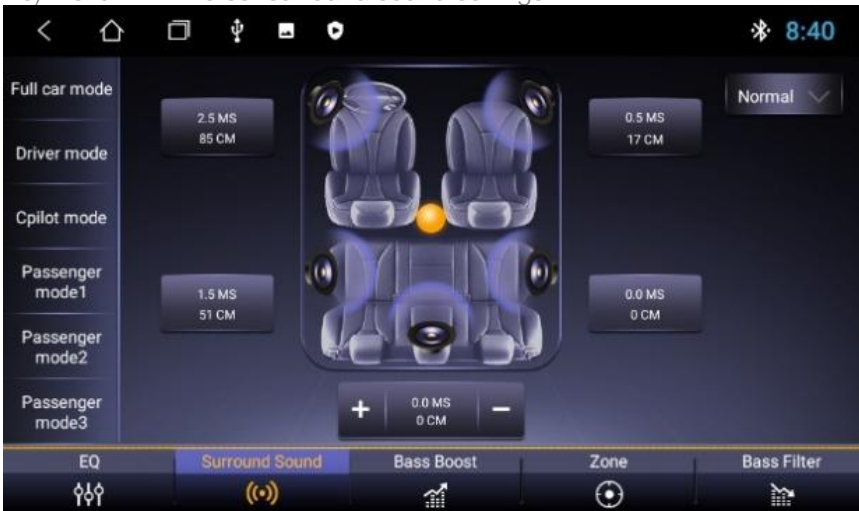 8:40
Full car mode
Normal
2.5 MS
85 CM
0.5 MS
17 CM
Driver mode
Cpilot mode
Passenger
mode1
1.5 MS
51 CM
0.0 MS
0 CM
Passenger
mode2
Passenger
mode3
+ 0.0 MS −
0 CM
EQ
Surround Sound
Bass Boost
Zone
Bass Filter